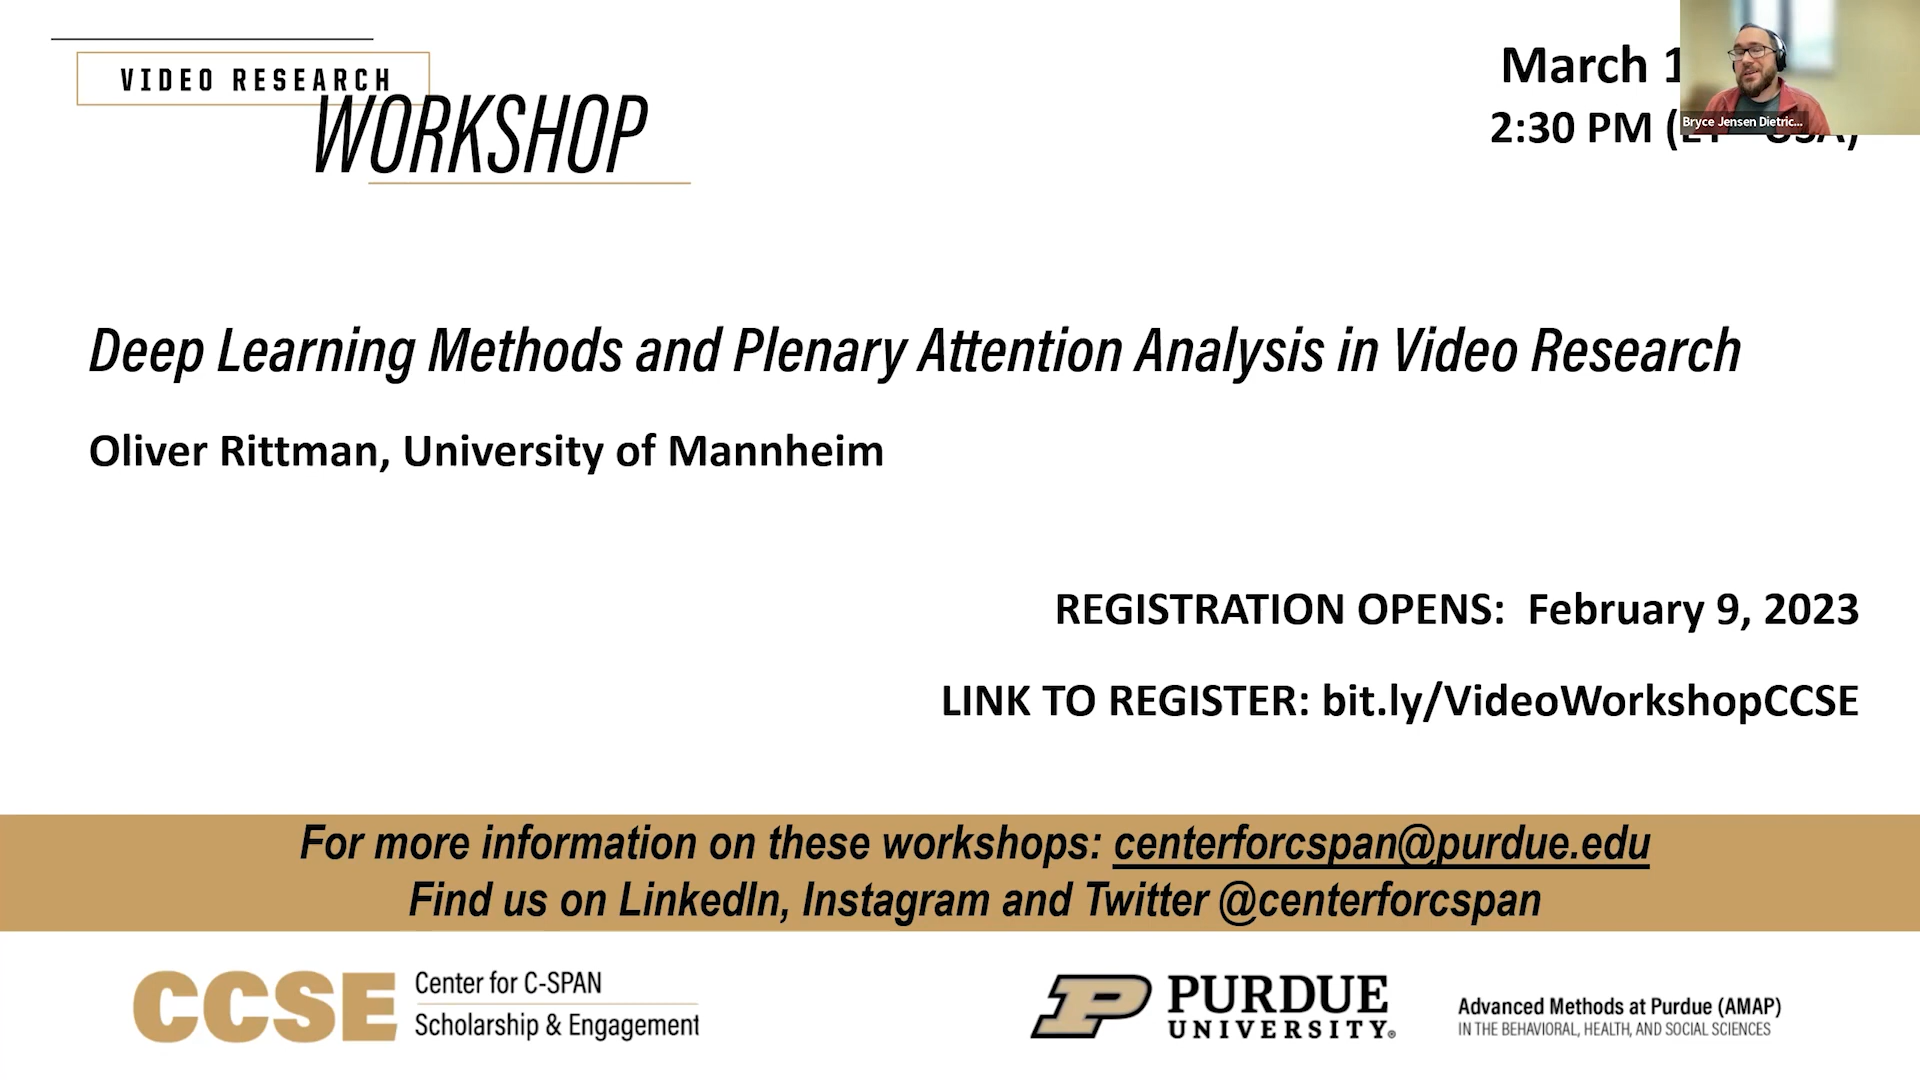 VIDEO RESEARCH
WORKSHOP
March 1
2:30 PM (ET - USA)
Bryce Jensen Dietric...
Deep Learning Methods and Plenary Attention Analysis in Video Research
Oliver Rittman, University of Mannheim
REGISTRATION OPENS: February 9, 2023
LINK TO REGISTER: bit.ly/VideoWorkshopCCSE
For more information on these workshops: centerforcspan@purdue.edu
Find us on LinkedIn, Instagram and Twitter @centerforcspan
CCSE
Center for C-SPAN
Scholarship & Engagement
P PURDUE
UNIVERSITY®
Advanced Methods at Purdue (AMAP)
IN THE BEHAVIORAL, HEALTH, AND SOCIAL SCIENCES